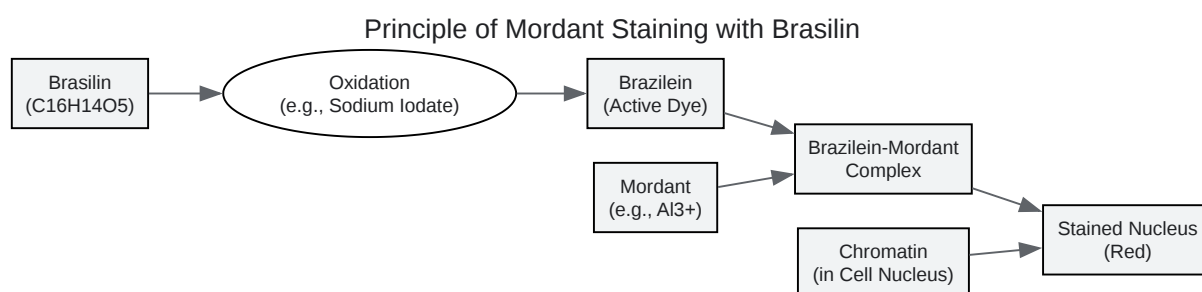 Principle of Mordant Staining with Brasilin
Brasilin
(C16H14O5)
Oxidation
(e.g., Sodium Iodate)
Brazilein
(Active Dye)
Mordant
(e.g., Al3+)
Brazilein-Mordant
Complex
Chromatin
(in Cell Nucleus)
Stained Nucleus
(Red)